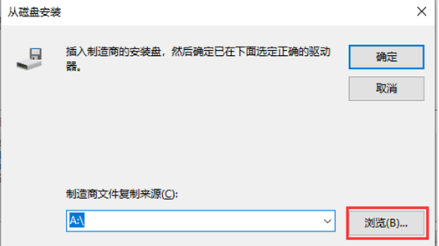 从磁盘安装
插入制造商的安装盘，然后确定已在下面选定正确的驱动
器。
确定
取消
制造商文件复制来源(C):
A:\
浏览(B)...